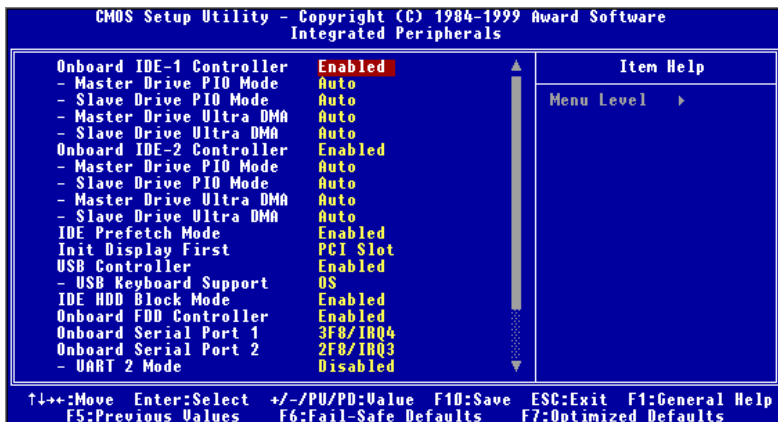 CMOS Setup Utility - Copyright (C) 1984-1999 Award Software
Integrated Peripherals
Onboard IDE-1 Controller Enabled
- Master Drive PIO Mode Auto
- Slave Drive PIO Mode Auto
- Master Drive Ultra DMA Auto
- Slave Drive Ultra DMA Auto
Onboard IDE-2 Controller Enabled
- Master Drive PIO Mode Auto
- Slave Drive PIO Mode Auto
- Master Drive Ultra DMA Auto
- Slave Drive Ultra DMA Auto
IDE Prefetch Mode Enabled
Init Display First PCI Slot
USB Controller Enabled
- USB Keyboard Support OS
IDE HDD Block Mode Enabled
Onboard FDD Controller Enabled
Onboard Serial Port 1 3F8/IRQ4
Onboard Serial Port 2 2F8/IRQ3
- UART 2 Mode Disabled
Item Help
Menu Level ▸
↑↓→←:Move Enter:Select +/-/PU/PD:Value F10:Save ESC:Exit F1:General Help
F5:Previous Values F6:Fail-Safe Defaults F7:Optimized Defaults